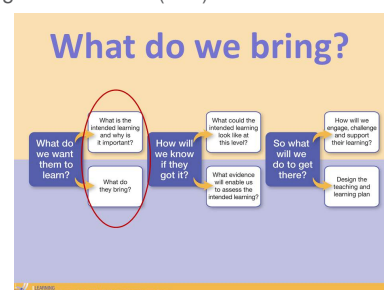 What do we bring?
What do
we want
them to
learn?
What is the
intended learning
and why is
it important?
What do
they bring?
How will
we know
if they
got it?
What could the
intended learning
look like at
this level?
What evidence
will enable us
to assess the
intended learning?
So what
will we
do to get
there?
How will we
engage, challenge
and support
their learning?
Design the
teaching and
learning plan
LEARNING